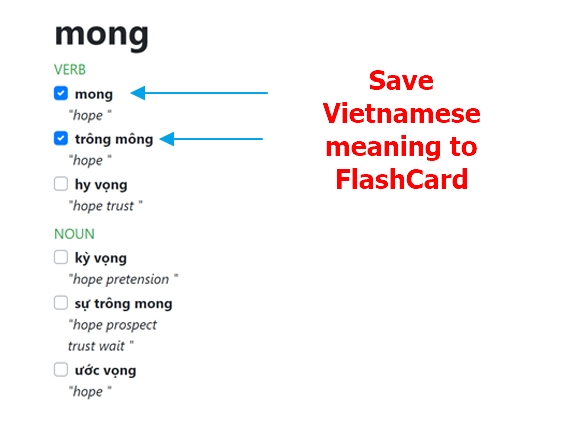 mong
VERB
mong
"hope "
trông mông
"hope "
hy vọng
"hope trust "
NOUN
kỳ vọng
"hope pretension "
sự trông mong
"hope prospect
trust wait "
ước vọng
"hope "
Save
Vietnamese
meaning to
FlashCard